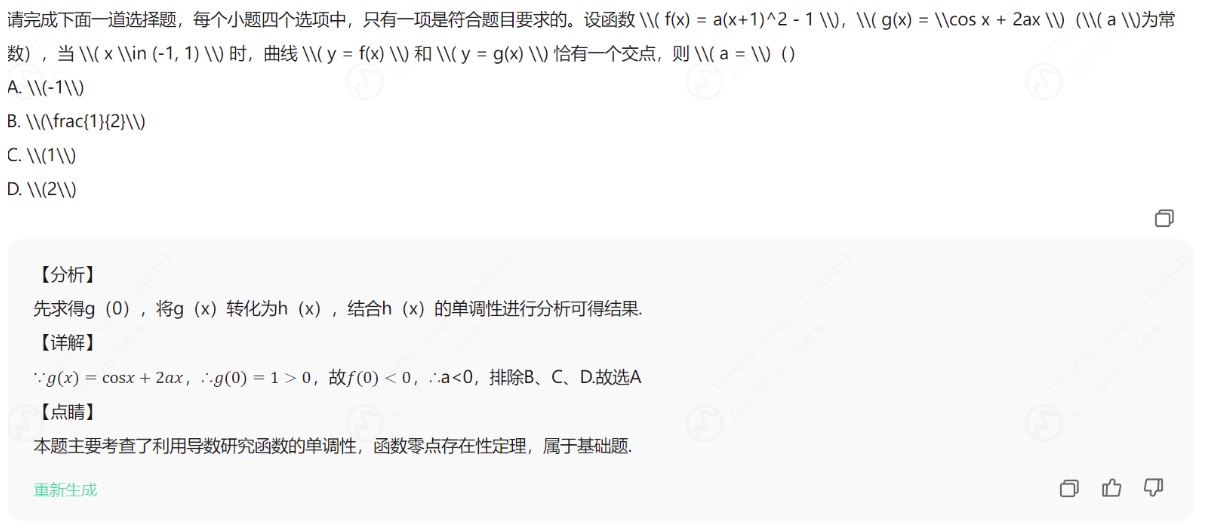 请完成下面一道选择题，每个小题四个选项中，只有一项是符合题目要求的。设函数 \\( f(x) = a(x+1)^2 - 1 \\)，\\( g(x) = \\cos x + 2ax \\)（\\( a \\)为常
数），当 \\( x \\in (-1, 1) \\) 时，曲线 \\( y = f(x) \\) 和 \\( y = g(x) \\) 恰有一个交点，则 \\( a = \\)（）
A. \\(-1\\)
B. \\(\frac{1}{2}\\)
C. \\(1\\)
D. \\(2\\)
【分析】
先求得g（0），将g（x）转化为h（x），结合h（x）的单调性进行分析可得结果.
【详解】
∵g(x) = cosx + 2ax，∴g(0) = 1 > 0，故f(0) < 0，∴a<0，排除B、C、D.故选A
【点睛】
本题主要考查了利用导数研究函数的单调性，函数零点存在性定理，属于基础题.
重新生成